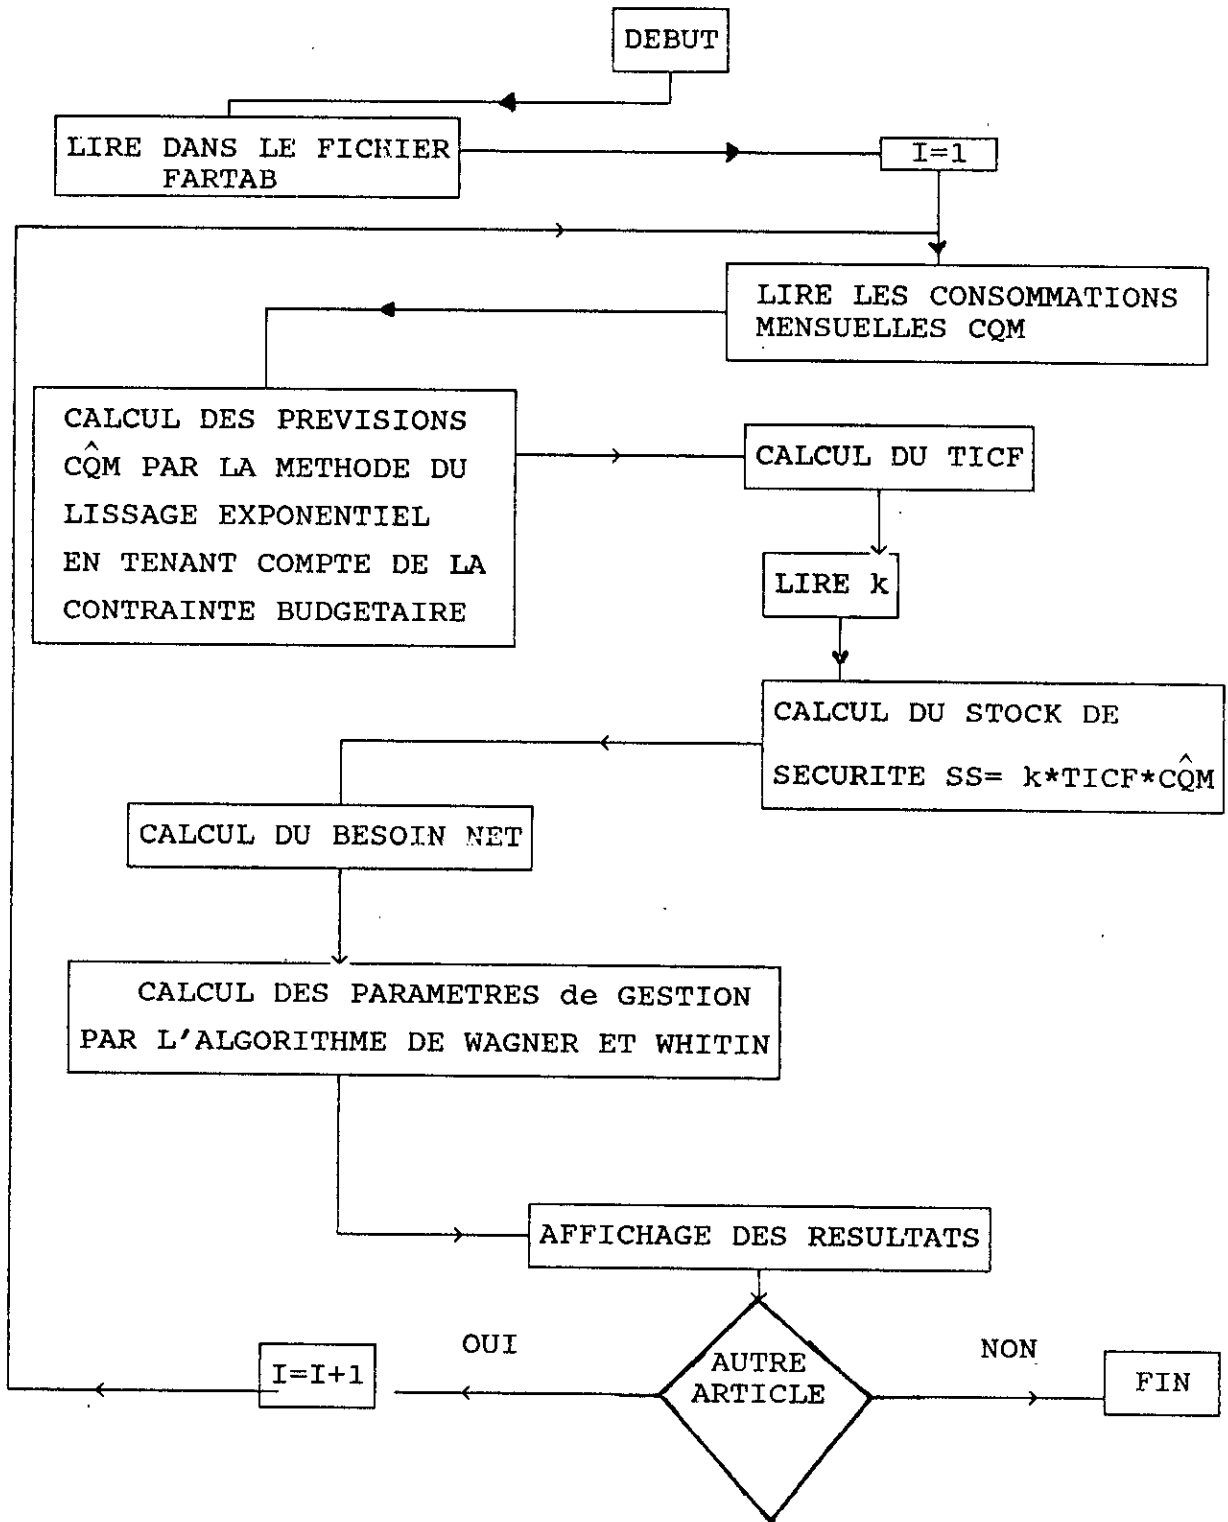 DEBUT
LIRE DANS LE FICHIER
FARTAB
I=1
LIRE LES CONSOMMATIONS
MENSUELLES CQM
CALCUL DES PREVISIONS
CQ̂M PAR LA METHODE DU
LISSAGE EXPONENTIEL
EN TENANT COMPTE DE LA
CONTRAINTE BUDGETAIRE
CALCUL DU TICF
LIRE k
CALCUL DU STOCK DE
SECURITE SS= k*TICF*CQ̂M
CALCUL DU BESOIN NET
CALCUL DES PARAMETRES de GESTION
PAR L'ALGORITHME DE WAGNER ET WHITIN
AFFICHAGE DES RESULTATS
AUTRE
ARTICLE
OUI
I=I+1
NON
FIN